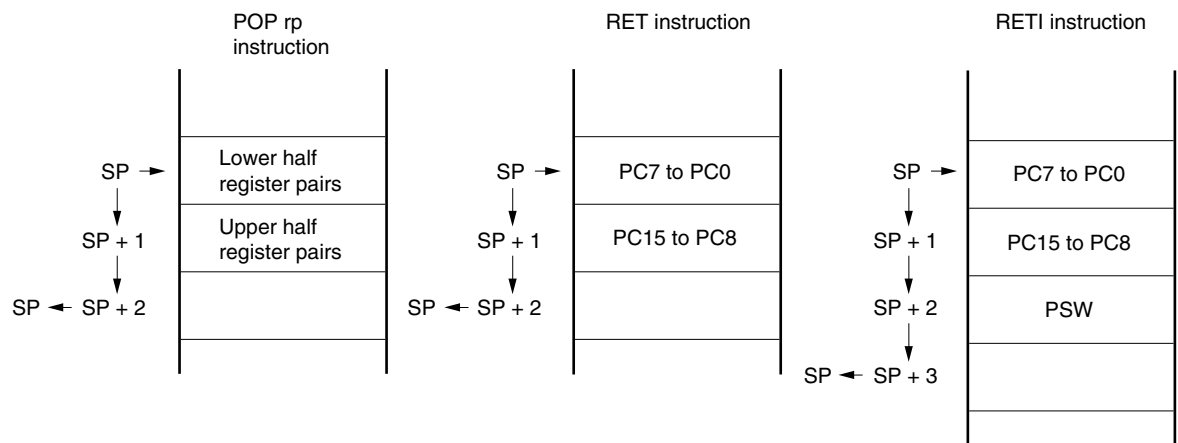 POP rp
instruction
SP
SP + 1
SP ← SP + 2
Lower half
register pairs
Upper half
register pairs
RET instruction
SP
SP + 1
SP ← SP + 2
PC7 to PC0
PC15 to PC8
RETI instruction
SP
SP + 1
SP + 2
SP ← SP + 3
PC7 to PC0
PC15 to PC8
PSW